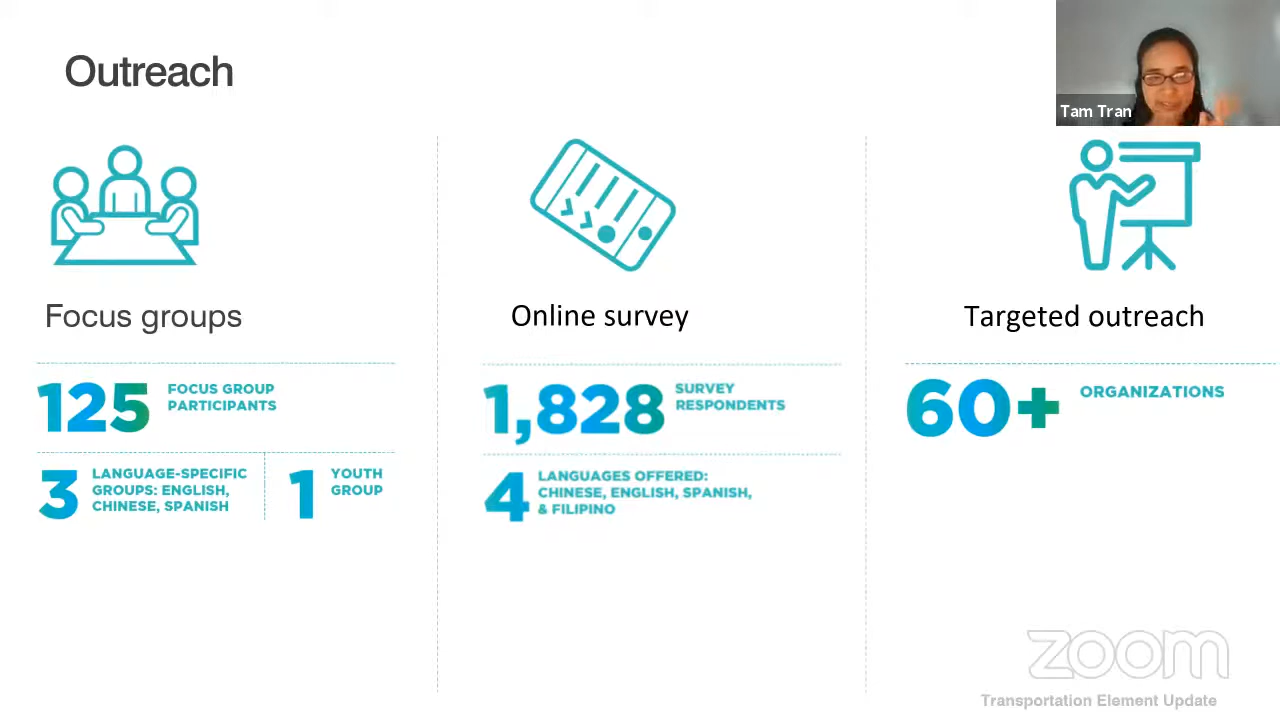 Outreach
Tam Tran
Focus groups
125
FOCUS GROUP
PARTICIPANTS
3
LANGUAGE-SPECIFIC
GROUPS: ENGLISH,
CHINESE, SPANISH
1
YOUTH
GROUP
Online survey
1,828
SURVEY
RESPONDENTS
4
LANGUAGES OFFERED:
CHINESE, ENGLISH, SPANISH,
& FILIPINO
Targeted outreach
60+
ORGANIZATIONS
zoom
Transportation Element Update